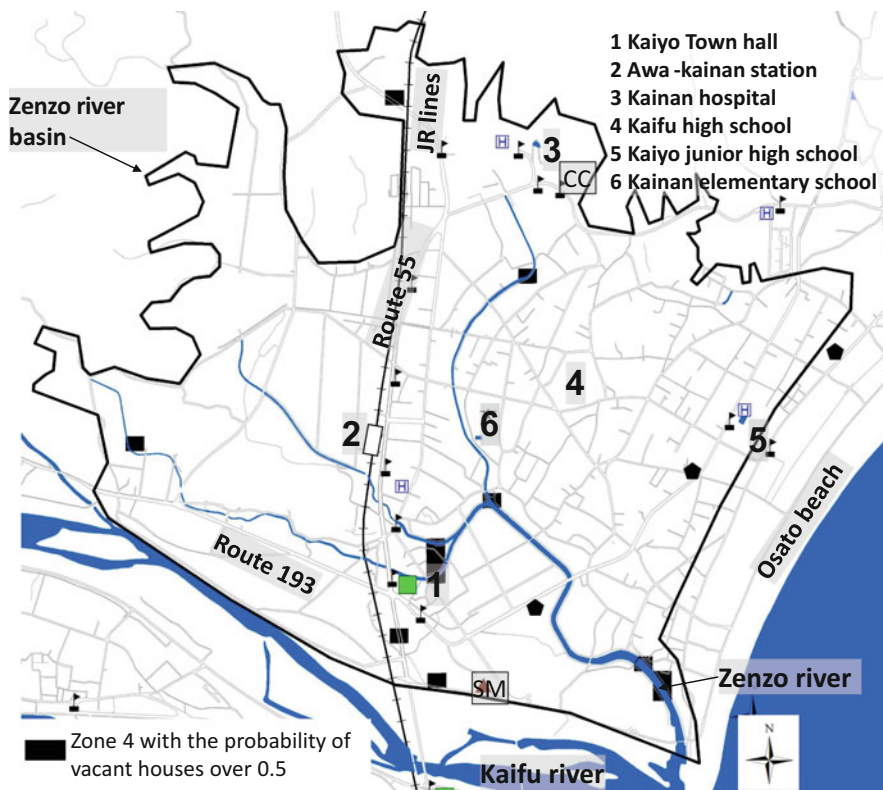 1 Kaiyo Town hall
2 Awa -kainan station
3 Kainan hospital
4 Kaifu high school
5 Kaiyo junior high school
6 Kainan elementary school
Zenzo river
basin
JR lines
H
3
CC
H
Route 55
4
2
6
H
5
H
Osato beach
Route 193
1
SM
Zenzo river
N
Zone 4 with the probability of
vacant houses over 0.5
Kaifu river